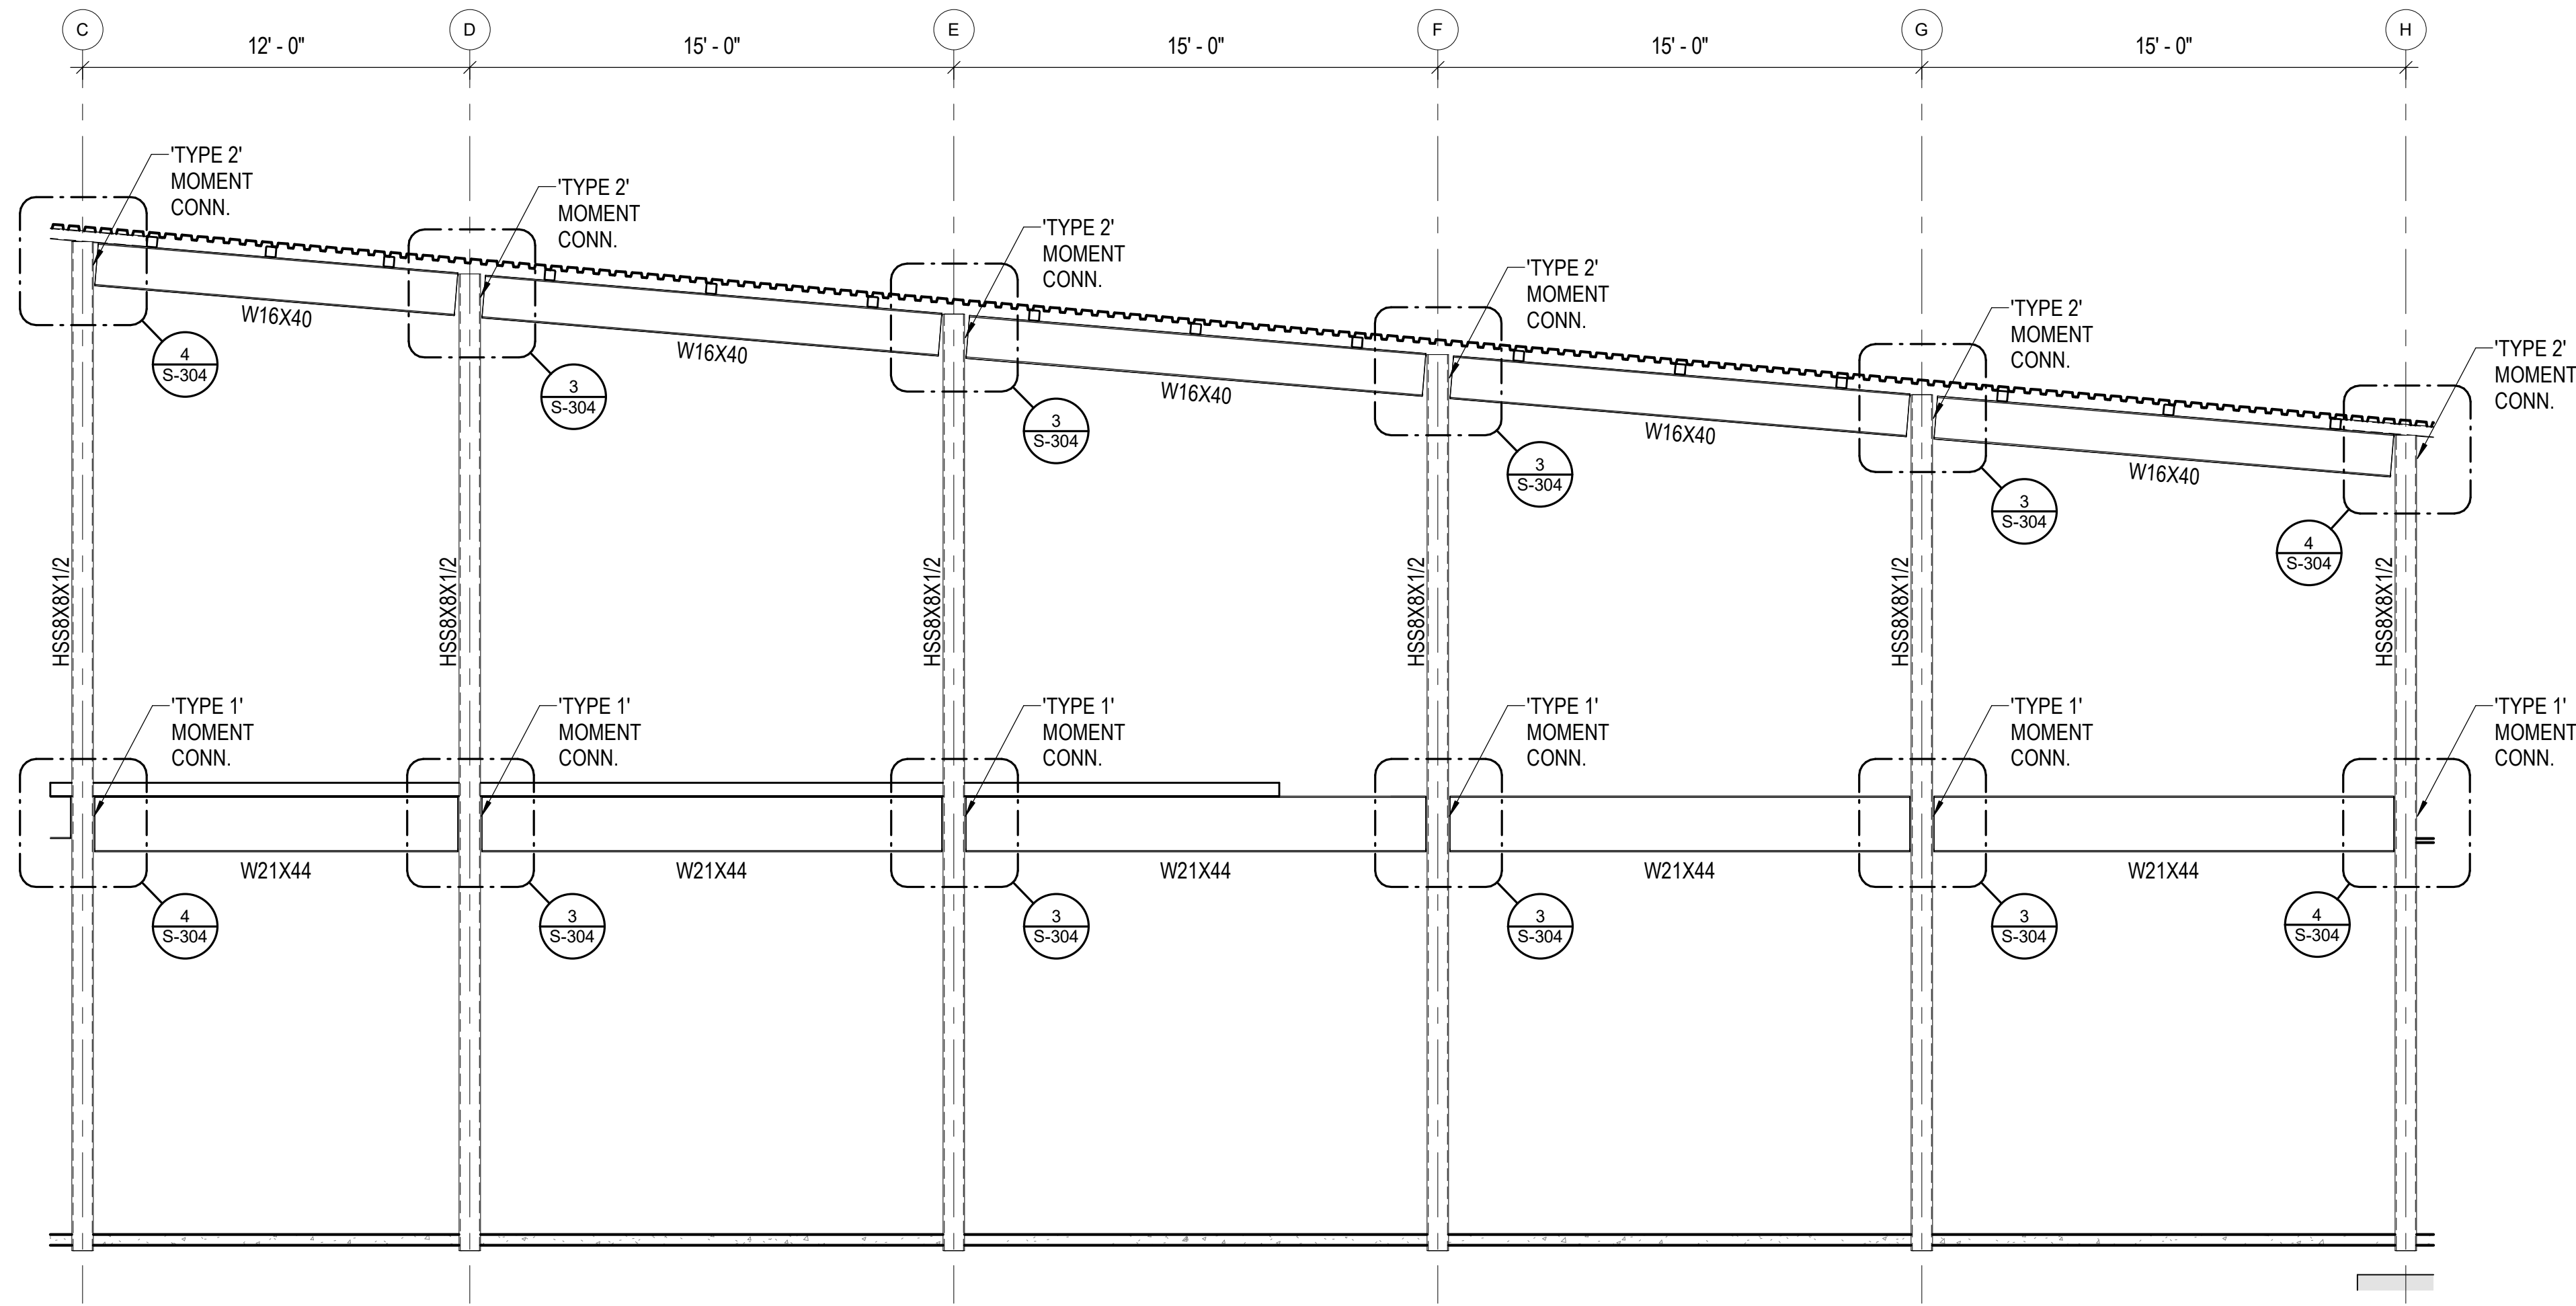 C
D
E
F
G
H
12' - 0"
15' - 0"
15' - 0"
15' - 0"
15' - 0"
'TYPE 2'
MOMENT
CONN.
'TYPE 2'
MOMENT
CONN.
'TYPE 2'
MOMENT
CONN.
'TYPE 2'
MOMENT
CONN.
'TYPE 2'
MOMENT
CONN.
'TYPE 2'
MOMENT
CONN.
W16X40
W16X40
W16X40
W16X40
W16X40
4
S-304
3
S-304
3
S-304
3
S-304
3
S-304
4
S-304
HSS8X8X1/2
HSS8X8X1/2
HSS8X8X1/2
HSS8X8X1/2
HSS8X8X1/2
HSS8X8X1/2
'TYPE 1'
MOMENT
CONN.
'TYPE 1'
MOMENT
CONN.
'TYPE 1'
MOMENT
CONN.
'TYPE 1'
MOMENT
CONN.
'TYPE 1'
MOMENT
CONN.
'TYPE 1'
MOMENT
CONN.
W21X44
W21X44
W21X44
W21X44
W21X44
4
S-304
3
S-304
3
S-304
3
S-304
3
S-304
4
S-304